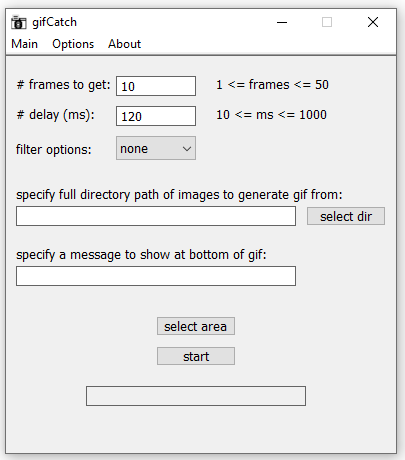 gifCatch
Main Options About
# frames to get: 10 1 <= frames <= 50
# delay (ms): 120 10 <= ms <= 1000
filter options: none
specify full directory path of images to generate gif from:
select dir
specify a message to show at bottom of gif:
select area
start